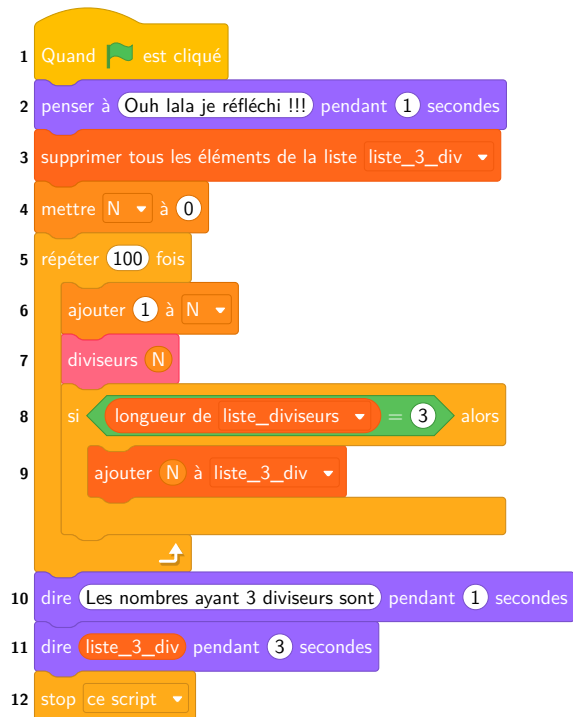 1 Quand est cliqué
2 penser à Ouh lala je réfléchi !!! pendant 1 secondes
3 supprimer tous les éléments de la liste liste_3_div
4 mettre N à 0
5 répéter 100 fois
6 ajouter 1 à N
7 diviseurs N
8 si longueur de liste_diviseurs = 3 alors
9 ajouter N à liste_3_div
10 dire Les nombres ayant 3 diviseurs sont pendant 1 secondes
11 dire liste_3_div pendant 3 secondes
12 stop ce script